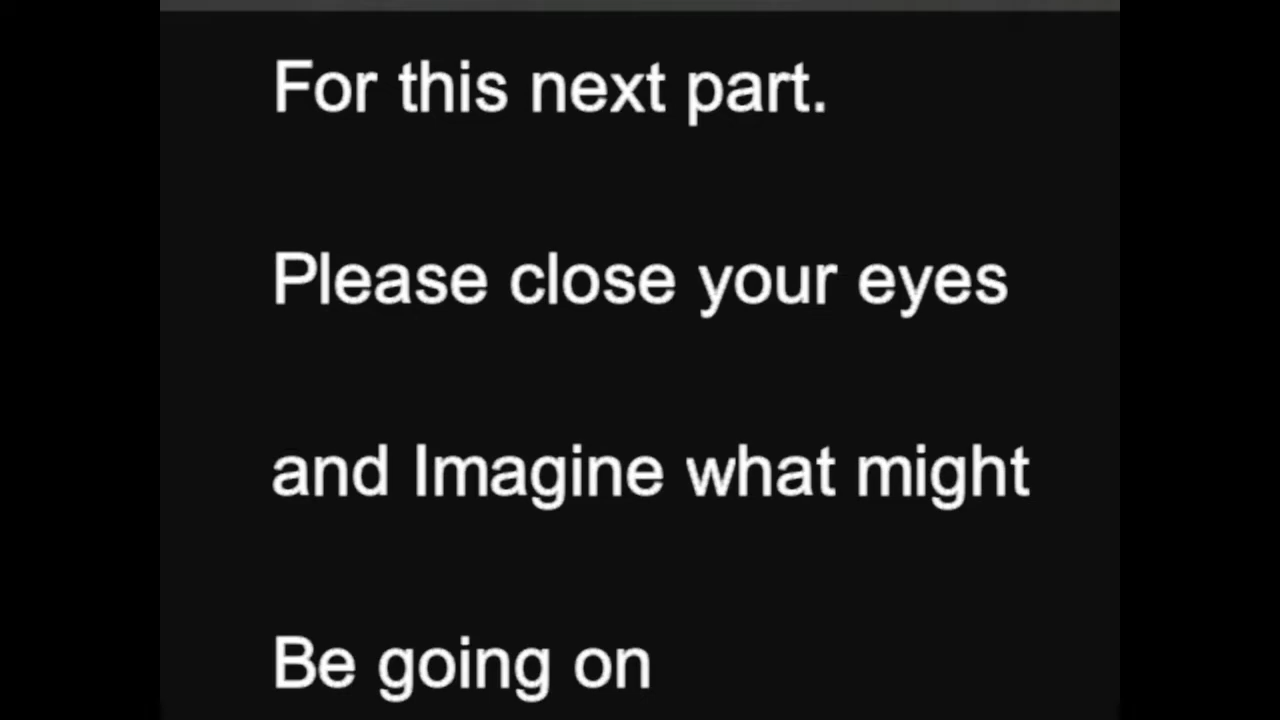 For this next part.
Please close your eyes
and Imagine what might
Be going on